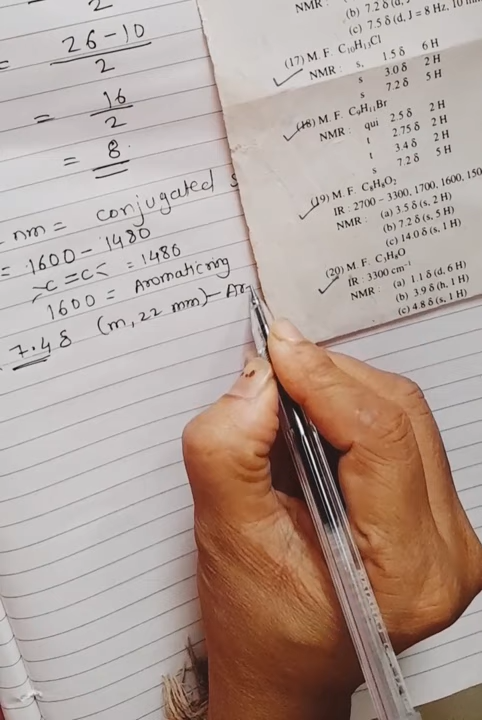 2
= 26-10
2
= 16
2
= 8
nm = conjugated s
= 1600 - 1480
>C=C< = 1480
1600 = Aromatic ring
7.4 δ (m, 22 mm) - Ar
NMR :
(b) 7.2 δ (d,
(c) 7.5 δ (d, J = 8 Hz,
(17) M. F. C₁₀H₁₃Cl
NMR : s, 1.5 δ 6 H
s 3.0 δ 2 H
s 7.2 δ 5 H
(18) M. F. C₉H₁₁Br
NMR : qui 2.5 δ 2 H
t 2.75 δ 2 H
t 3.4 δ 2 H
s 7.2 δ 5 H
(19) M. F. C₈H₈O₂
IR : 2700 – 3300, 1700, 1600, 150
NMR : (a) 3.5 δ (s, 2 H)
(b) 7.2 δ (s, 5 H)
(c) 14.0 δ (s, 1 H)
(20) M. F. C₃H₈O
IR : 3300 cm⁻¹
NMR : (a) 1.1 δ (d, 6 H)
(b) 3.9 δ (h, 1 H)
(c) 4.8 δ (s, 1 H)